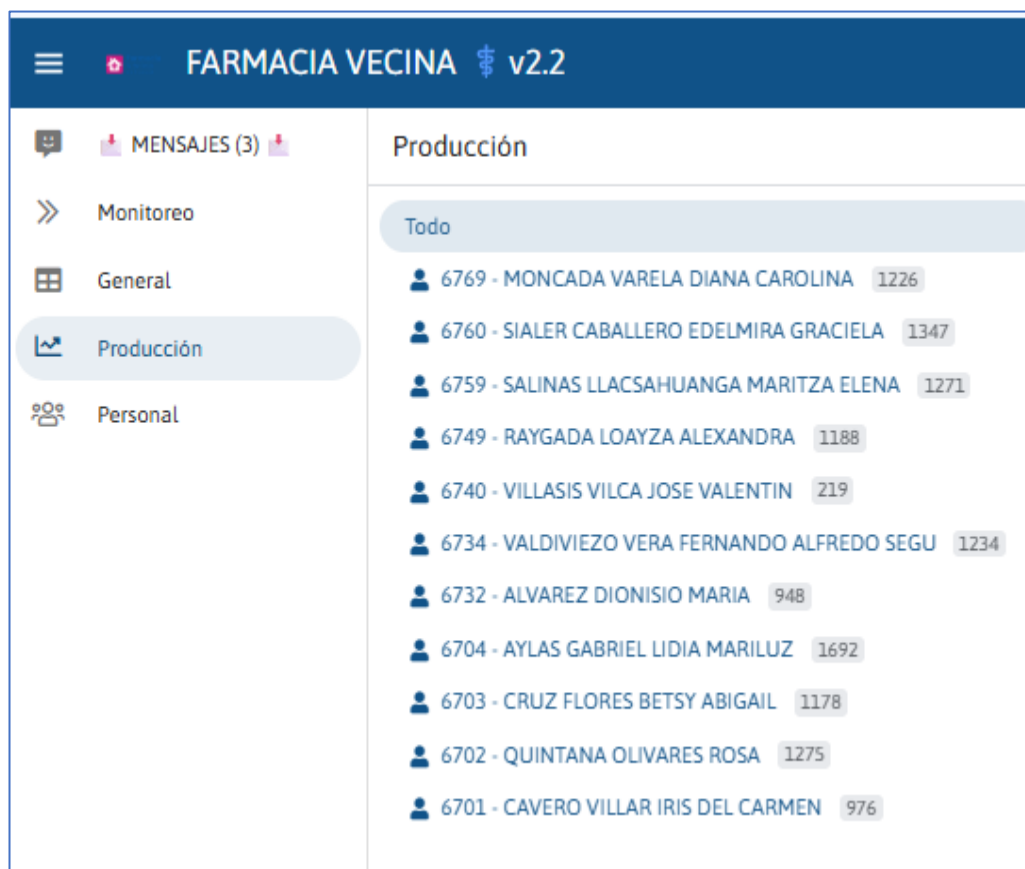 FARMACIA VECINA v2.2
MENSAJES (3)
Monitoreo
General
Producción
Personal
Producción
Todo
6769 - MONCADA VARELA DIANA CAROLINA 1226
6760 - SIALER CABALLERO EDELMIRA GRACIELA 1347
6759 - SALINAS LLACSAHUANGA MARITZA ELENA 1271
6749 - RAYGADA LOAYZA ALEXANDRA 1188
6740 - VILLASIS VILCA JOSE VALENTIN 219
6734 - VALDIVIEZO VERA FERNANDO ALFREDO SEGU 1234
6732 - ALVAREZ DIONISIO MARIA 948
6704 - AYLAS GABRIEL LIDIA MARILUZ 1692
6703 - CRUZ FLORES BETSY ABIGAIL 1178
6702 - QUINTANA OLIVARES ROSA 1275
6701 - CAVERO VILLAR IRIS DEL CARMEN 976